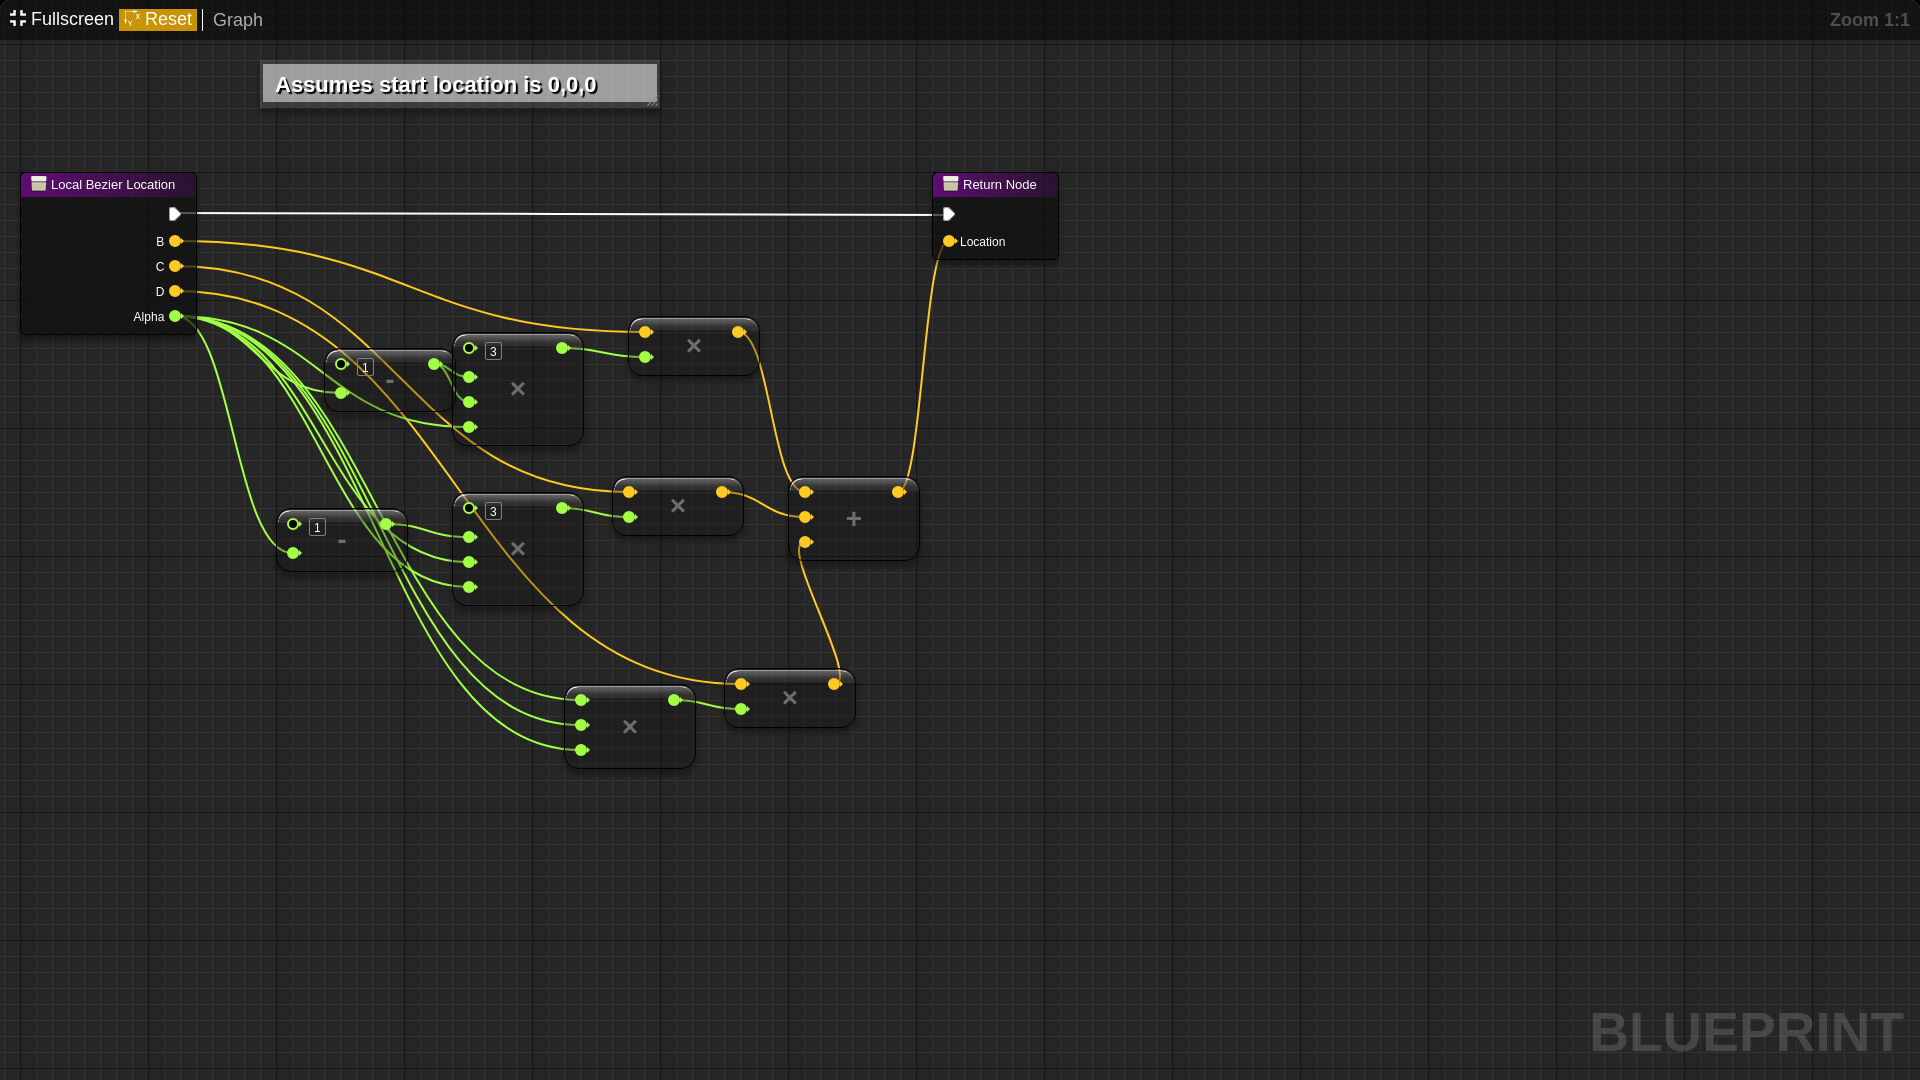 Fullscreen Reset Graph Zoom 1:1
Assumes start location is 0,0,0
Local Bezier Location
B
C
D
Alpha
Return Node
Location
1
-
3
×
×
1
-
3
×
×
+
×
×
BLUEPRINT